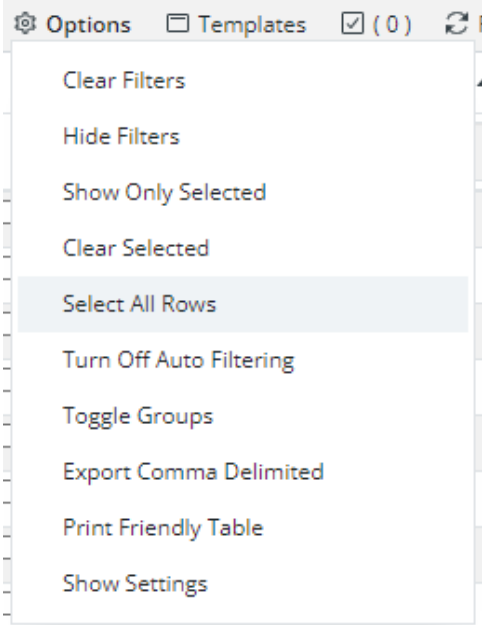 Options Templates ( 0 )
Clear Filters
Hide Filters
Show Only Selected
Clear Selected
Select All Rows
Turn Off Auto Filtering
Toggle Groups
Export Comma Delimited
Print Friendly Table
Show Settings